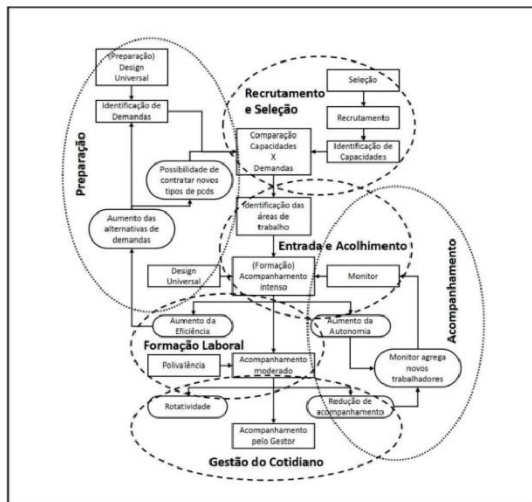 (Preparação)
Design
Universal
Identificação de
Demandas
Preparação
Possibilidade de
contratar novos
tipos de pcds
Aumento das
alternativas de
demandas
Recrutamento
e Seleção
Seleção
Recrutamento
Identificação de
Capacidades
Comparação
Capacidades
X
Demandas
Identificação das
áreas de
trabalho
Entrada e Acolhimento
Design
Universal
(Formação)
Acompanhamento
intenso
Monitor
Acompanhamento
Aumento da
Eficiência
Aumento da
Autonomia
Formação Laboral
Polivalência
Acompanhamento
moderado
Monitor agrega
novos
trabalhadores
Rotatividade
Redução de
acompanhamento
Acompanhamento
pelo Gestor
Gestão do Cotidiano